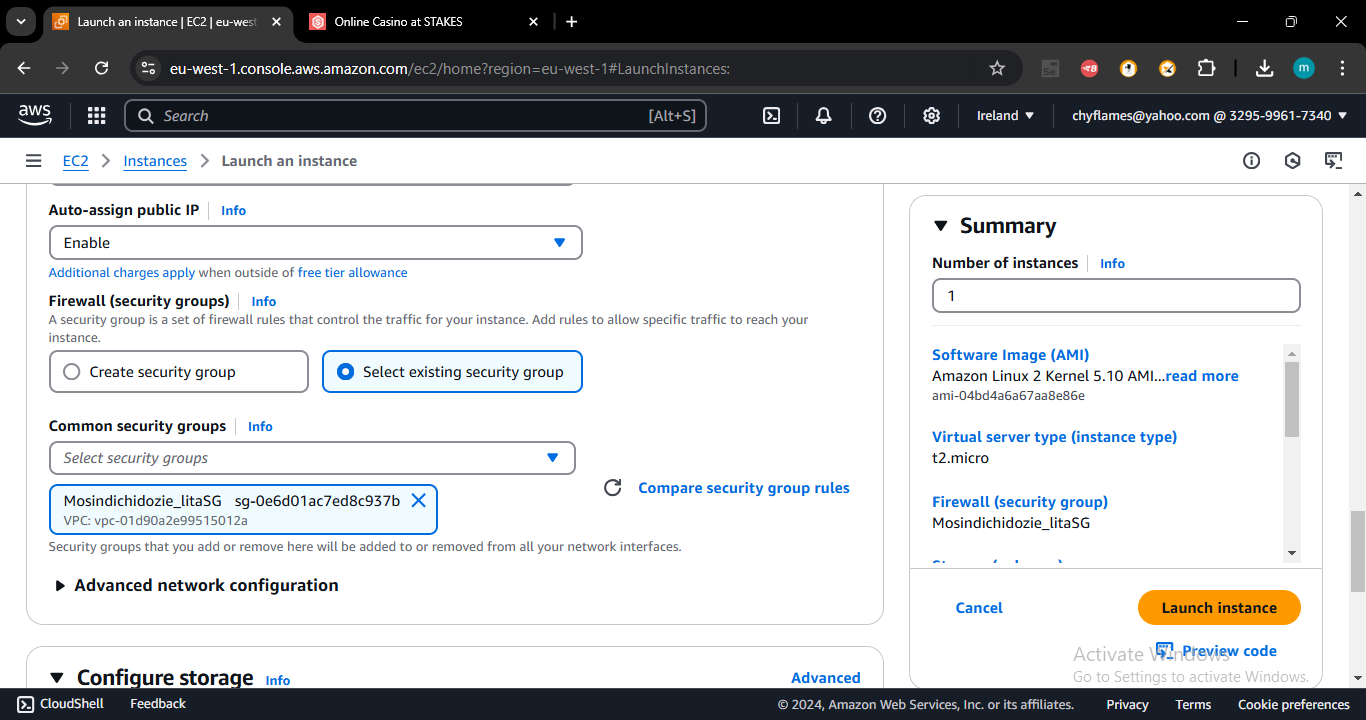 Launch an instance | EC2 | eu-west
Online Casino at STAKES
eu-west-1.console.aws.amazon.com/ec2/home?region=eu-west-1#LaunchInstances:
m
aws
Search [Alt+S]
Ireland
chyflames@yahoo.com @ 3295-9961-7340
EC2 > Instances > Launch an instance
Auto-assign public IP Info
Enable
Additional charges apply when outside of free tier allowance
Firewall (security groups) Info
A security group is a set of firewall rules that control the traffic for your instance. Add rules to allow specific traffic to reach your
instance.
Create security group
Select existing security group
Common security groups Info
Select security groups
Mosindichidozie_litaSG sg-0e6d01ac7ed8c937b
VPC: vpc-01d90a2e99515012a
Compare security group rules
Security groups that you add or remove here will be added to or removed from all your network interfaces.
Advanced network configuration
Configure storage Info
Advanced
Summary
Number of instances Info
1
Software Image (AMI)
Amazon Linux 2 Kernel 5.10 AMI...read more
ami-04bd4a6a67aa8e86e
Virtual server type (instance type)
t2.micro
Firewall (security group)
Mosindichidozie_litaSG
Cancel
Launch instance
Preview code
Activate Windows
Go to Settings to activate Windows.
CloudShell
Feedback
© 2024, Amazon Web Services, Inc. or its affiliates.
Privacy
Terms
Cookie preferences